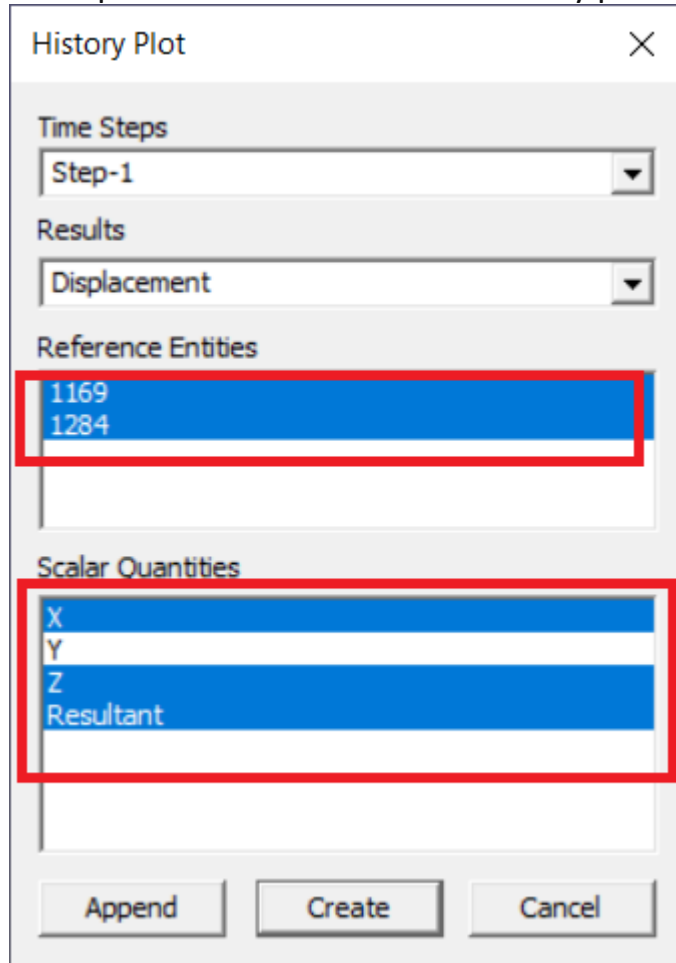 History Plot
Time Steps
Step-1
Results
Displacement
Reference Entities
1169
1284
Scalar Quantities
X
Y
Z
Resultant
Append
Create
Cancel